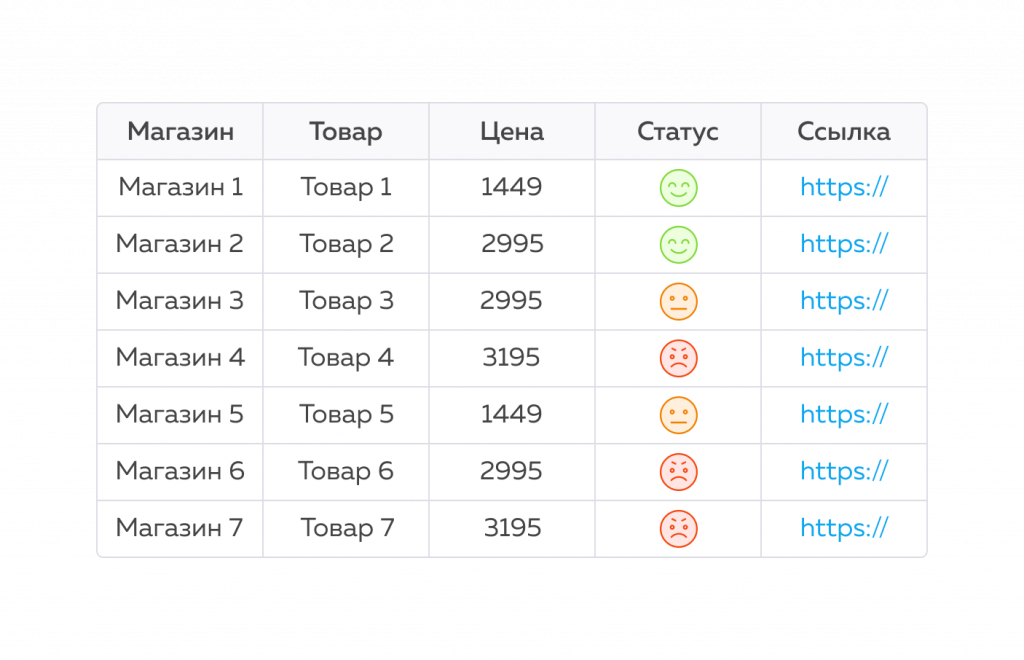 Магазин Товар Цена Статус Ссылка
Магазин 1 Товар 1 1449 https://
Магазин 2 Товар 2 2995 https://
Магазин 3 Товар 3 2995 https://
Магазин 4 Товар 4 3195 https://
Магазин 5 Товар 5 1449 https://
Магазин 6 Товар 6 2995 https://
Магазин 7 Товар 7 3195 https://